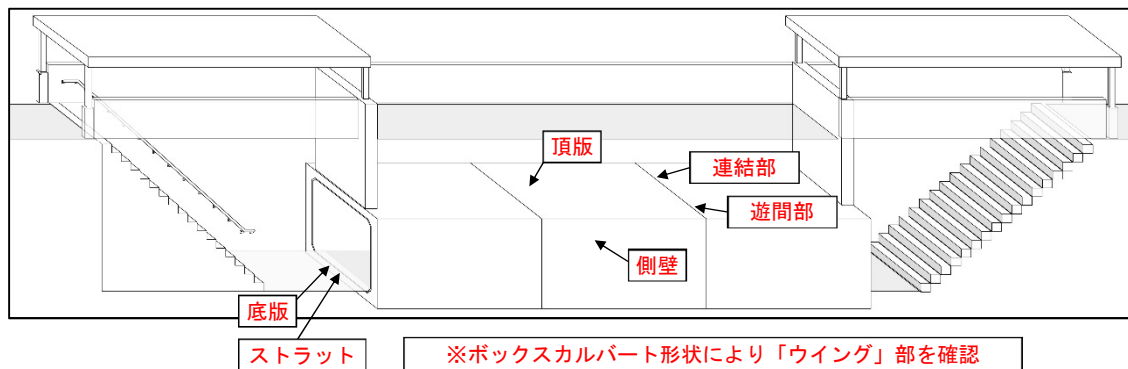 頂版
連結部
遊間部
側壁
底版
ストラット
※ボックスカルバート形状により「ウイング」部を確認